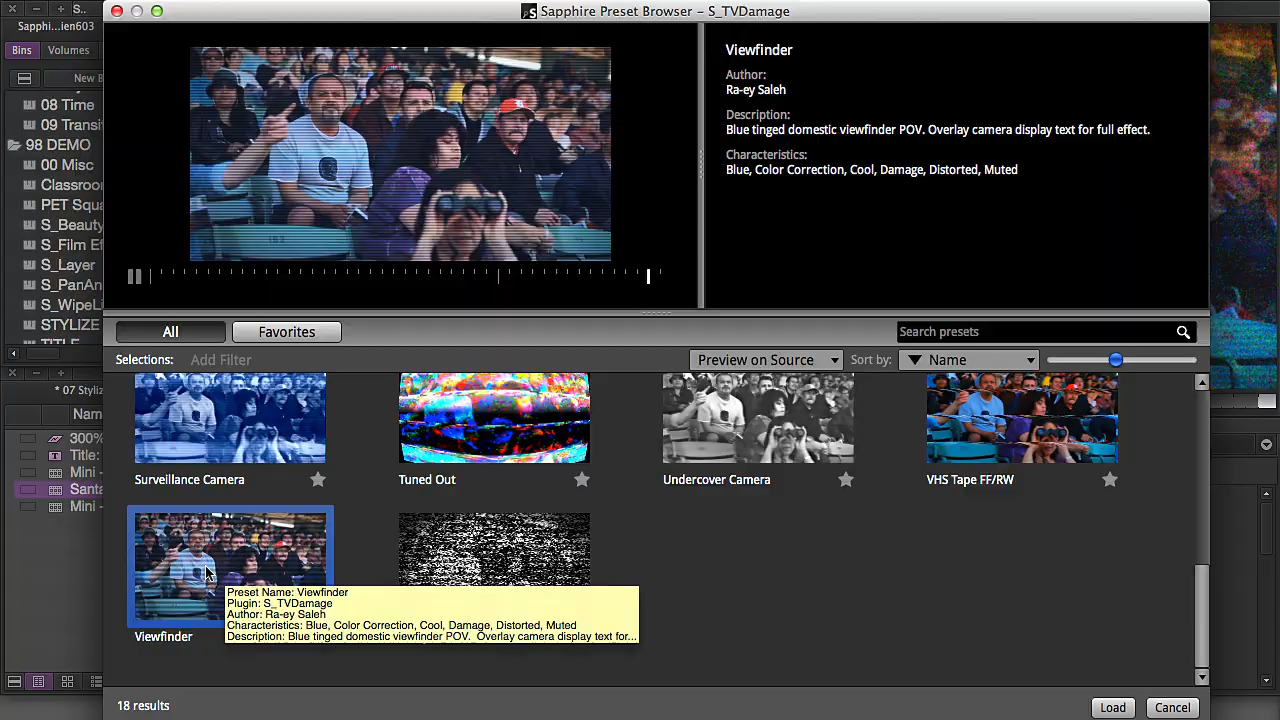 S..
Sapphire Preset Browser – S_TVDamage
Sapphi
ien603
Bins
Volumes
New B
08 Time
09 Transit
98 DEMO
00 Misc
Classroor
PET Squa
S_Beauty
S_Film Ef
S_Layer
S_PanAn
S_WipeLi
STYLIZE
TITLE
Viewfinder
Author:
Ra-ey Saleh
Description:
Blue tinged domestic viewfinder POV. Overlay camera display text for full effect.
Characteristics:
Blue, Color Correction, Cool, Damage, Distorted, Muted
All
Favorites
Search presets
Selections:
Add Filter
Preview on Source
Sort by:
Name
* 07 Styliz
Nam
300%
Title:
Mini -
Santa
Mini -
Surveillance Camera
Tuned Out
Undercover Camera
VHS Tape FF/RW
Preset Name: Viewfinder
Plugin: S_TVDamage
Author: Ra-ey Saleh
Characteristics: Blue, Color Correction, Cool, Damage, Distorted, Muted
Description: Blue tinged domestic viewfinder POV. Overlay camera display text for...
Viewfinder
18 results
Load
Cancel